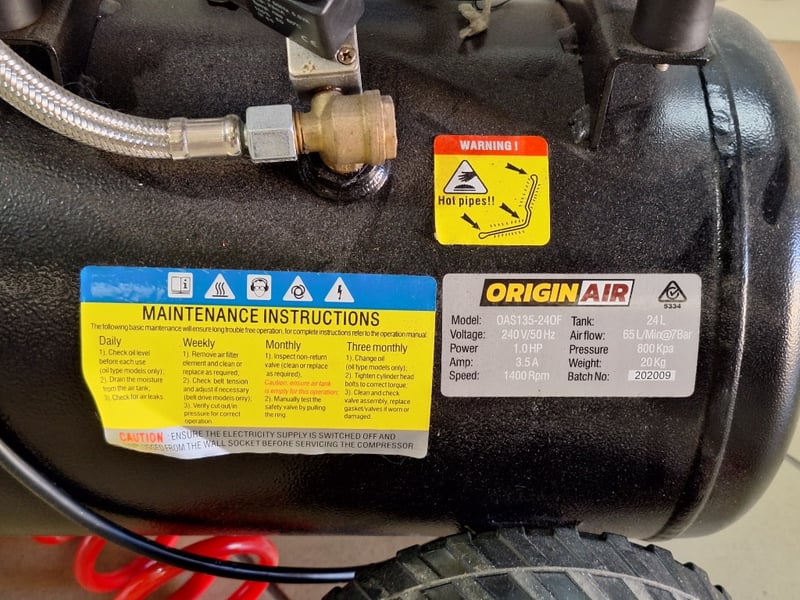 WARNING!
Hot pipes!!
MAINTENANCE INSTRUCTIONS
The following basic maintenance will ensure long trouble free operation, for complete instructions refer to the operation manual
Daily
1). Check oil level
before each use
(oil type models only);
2). Drain the moisture
from the air tank;
3). Check for air leaks.
Weekly
1). Remove air filter
element and clean or
replace as required;
2). Check belt tension
and adjust if necessary
(belt drive models only);
3). Verify cut out in
pressure for correct
operation.
Monthly
1). Inspect non-return
valve (clean or replace
as required).
Caution: ensure air tank
is empty for this operation;
2). Manually test the
safety valve by pulling
the ring.
Three monthly
1). Change oil
(oil type models only);
2). Tighten cylinder head
bolts to correct torque.
3). Clean and check
valve assembly, replace
gasket/valves if worn or
damaged.
CAUTION : ENSURE THE ELECTRICITY SUPPLY IS SWITCHED OFF AND
FROM THE WALL SOCKET BEFORE SERVICING THE COMPRESSOR
ORIGIN AIR
S334
Model: OAS135-24OF Tank: 24 L
Voltage: 240 V/50 Hz Air flow: 65 L/Min@7Bar
Power 1.0 HP Pressure 800 Kpa
Amp: 3.5 A Weight: 20 Kg
Speed: 1400 Rpm Batch No: 202009